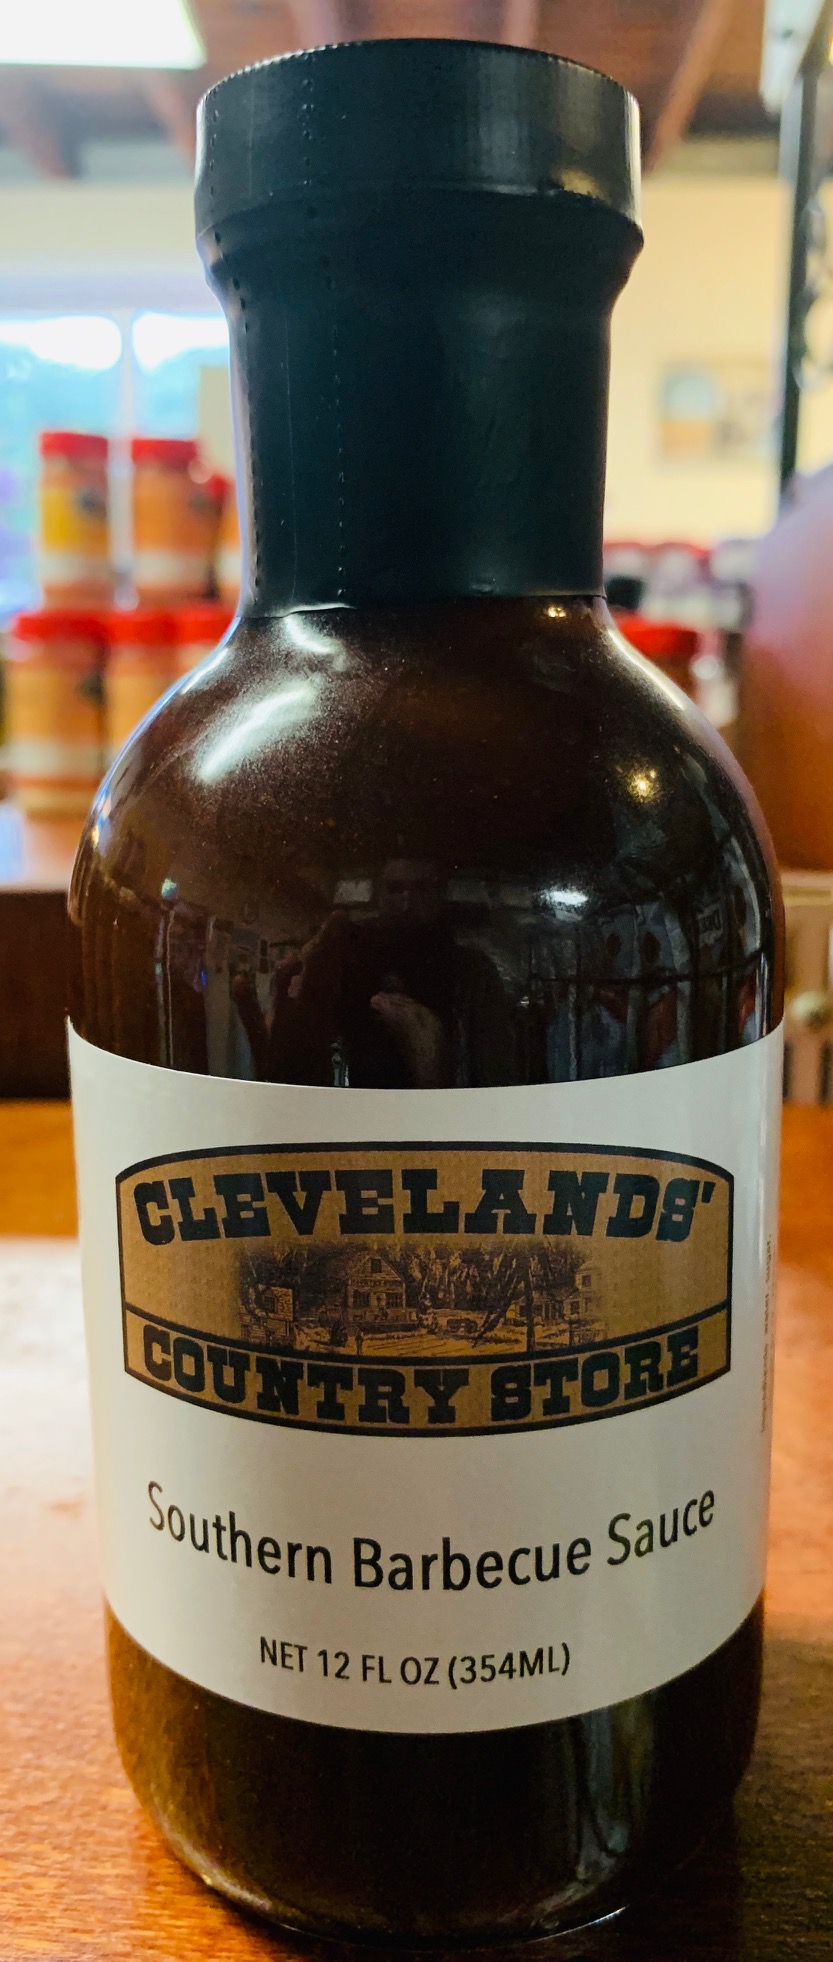 CLEVELANDS'
COUNTRY STORE
Southern Barbecue Sauce
NET 12 FL OZ (354ML)